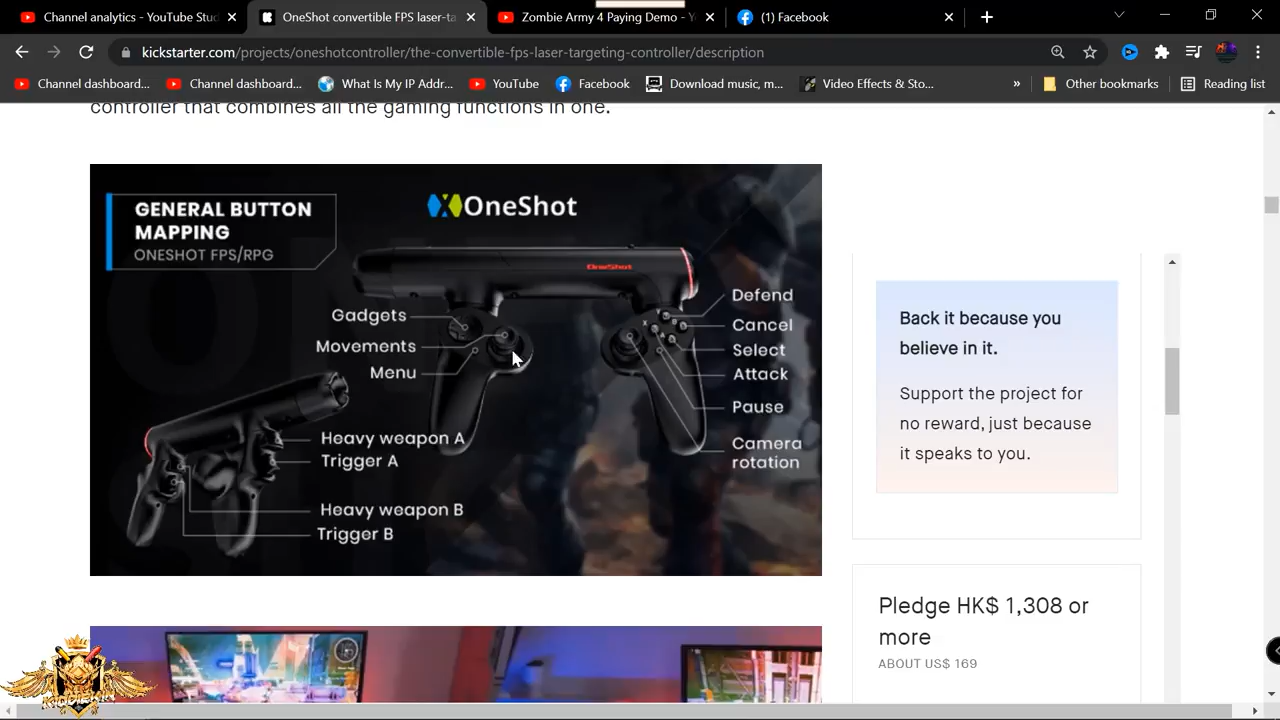 Channel analytics - YouTube Stu
OneShot convertible FPS laser-ta
Zombie Army 4 Paying Demo - Y
(1) Facebook
kickstarter.com/projects/oneshotcontroller/the-convertible-fps-laser-targeting-controller/description
Channel dashboard...
Channel dashboard...
What Is My IP Addr...
YouTube
Facebook
Download music, m...
Video Effects & Sto...
»
Other bookmarks
Reading list
controller that combines all the gaming functions in one.
GENERAL BUTTON
MAPPING
ONESHOT FPS/RPG
OneShot
OneShot
Gadgets
Movements
Menu
Defend
Cancel
Select
Attack
Pause
Camera
rotation
Heavy weapon A
Trigger A
Heavy weapon B
Trigger B
Back it because you
believe in it.
Support the project for
no reward, just because
it speaks to you.
Pledge HK$ 1,308 or
more
ABOUT US$ 169